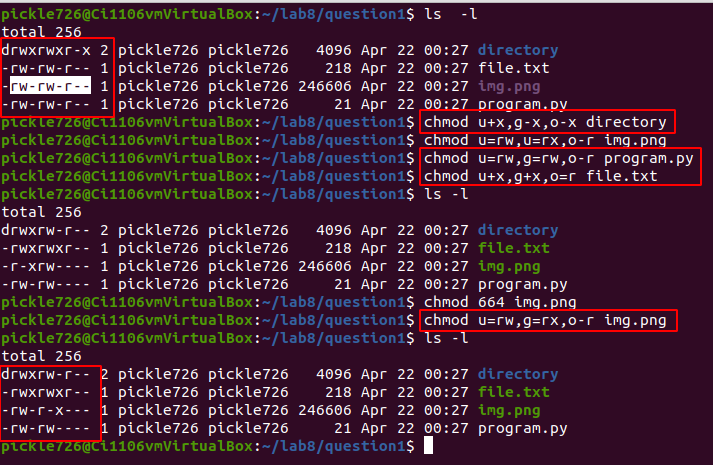 pickle726@Ci1106vmVirtualBox:~/lab8/question1$ ls  -l
total 256
drwxrwxr-x 2 pickle726 pickle726   4096 Apr 22 00:27 directory
-rw-rw-r-- 1 pickle726 pickle726    218 Apr 22 00:27 file.txt
-rw-rw-r-- 1 pickle726 pickle726 246606 Apr 22 00:27 img.png
-rw-rw-r-- 1 pickle726 pickle726     21 Apr 22 00:27 program.py
pickle726@Ci1106vmVirtualBox:~/lab8/question1$ chmod u+x,g-x,o-x directory
pickle726@Ci1106vmVirtualBox:~/lab8/question1$ chmod u=rw,u=rx,o-r img.png
pickle726@Ci1106vmVirtualBox:~/lab8/question1$ chmod u=rw,g=rw,o-r program.py
pickle726@Ci1106vmVirtualBox:~/lab8/question1$ chmod u+x,g+x,o=r file.txt
pickle726@Ci1106vmVirtualBox:~/lab8/question1$ ls -l
total 256
drwxrw-r-- 2 pickle726 pickle726   4096 Apr 22 00:27 directory
-rwxrwxr-- 1 pickle726 pickle726    218 Apr 22 00:27 file.txt
-r-xrw---- 1 pickle726 pickle726 246606 Apr 22 00:27 img.png
-rw-rw---- 1 pickle726 pickle726     21 Apr 22 00:27 program.py
pickle726@Ci1106vmVirtualBox:~/lab8/question1$ chmod 664 img.png
pickle726@Ci1106vmVirtualBox:~/lab8/question1$ chmod u=rw,g=rx,o-r img.png
pickle726@Ci1106vmVirtualBox:~/lab8/question1$ ls -l
total 256
drwxrw-r-- 2 pickle726 pickle726   4096 Apr 22 00:27 directory
-rwxrwxr-- 1 pickle726 pickle726    218 Apr 22 00:27 file.txt
-rw-r-x--- 1 pickle726 pickle726 246606 Apr 22 00:27 img.png
-rw-rw---- 1 pickle726 pickle726     21 Apr 22 00:27 program.py
pickle726@Ci1106vmVirtualBox:~/lab8/question1$